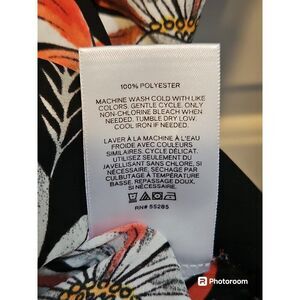 100% POLYESTER
MACHINE WASH COLD WITH LIKE
COLORS, GENTLE CYCLE. ONLY
NON-CHLORINE BLEACH WHEN
NEEDED. TUMBLE DRY LOW.
COOL IRON IF NEEDED.
LAVER À LA MACHINE À L'EAU
FROIDE AVEC COULEURS
SIMILAIRES, CYCLE DÉLICAT.
UTILISEZ SEULEMENT DU
JAVELLISANT SANS CHLORE, SI
NÉCESSAIRE. SÉCHAGE PAR
CULBUTAGE À TEMPÉRATURE
BASSE. REPASSAGE DOUX,
SI NÉCESSAIRE.
RN# 55285
Photoroom